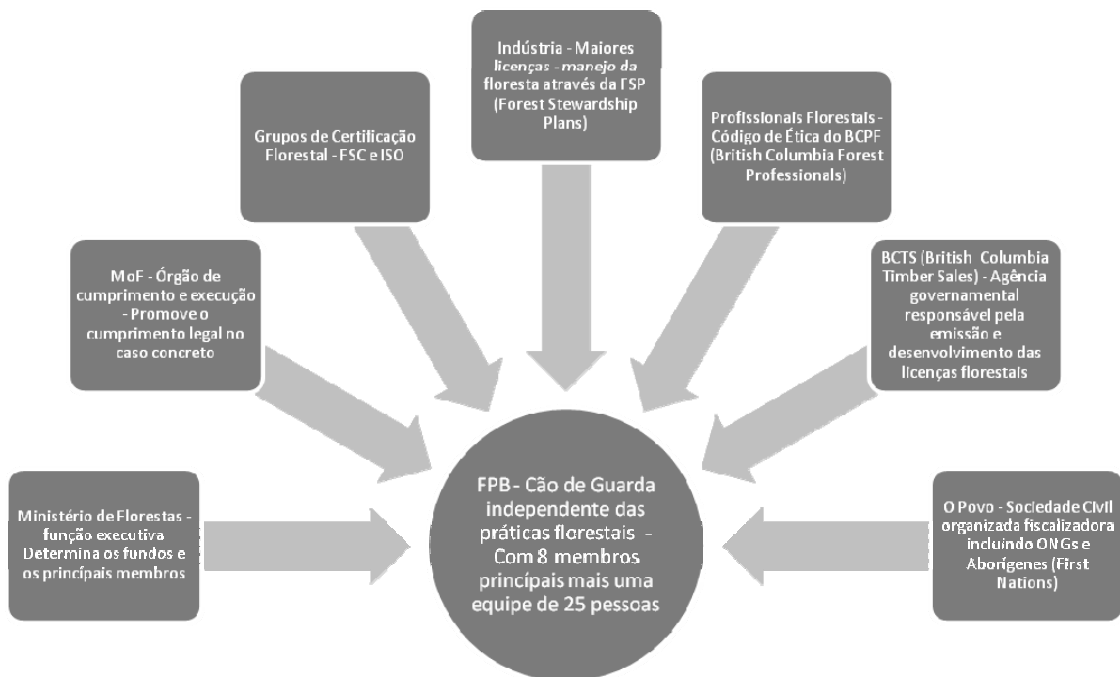 Indústria - Maiores
licenças - manejo da
floresta através da FSP
(Forest Stewardship
Plans)
Grupos de Certificação
Florestal - FSC e ISO
Profissionais Florestais -
Código de Ética do BCPF
(British Columbia Forest
Professionals)
MoF - Órgão de
cumprimento e execução
- Promove o
cumprimento legal no
caso concreto
BCTS (British Columbia
Timber Sales) - Agência
governamental
responsável pela
emissão e
desenvolvimento das
licenças florestais
Ministério de Florestas -
função executiva
Determina os fundos e
os princípais membros
FPB - Cão de Guarda
independente das
práticas florestais -
Com 8 membros
princípais mais uma
equipe de 25 pessoas
O Povo - Sociedade Civil
organizada fiscalizadora
incluindo ONGs e
Aborígenes (First
Nations)